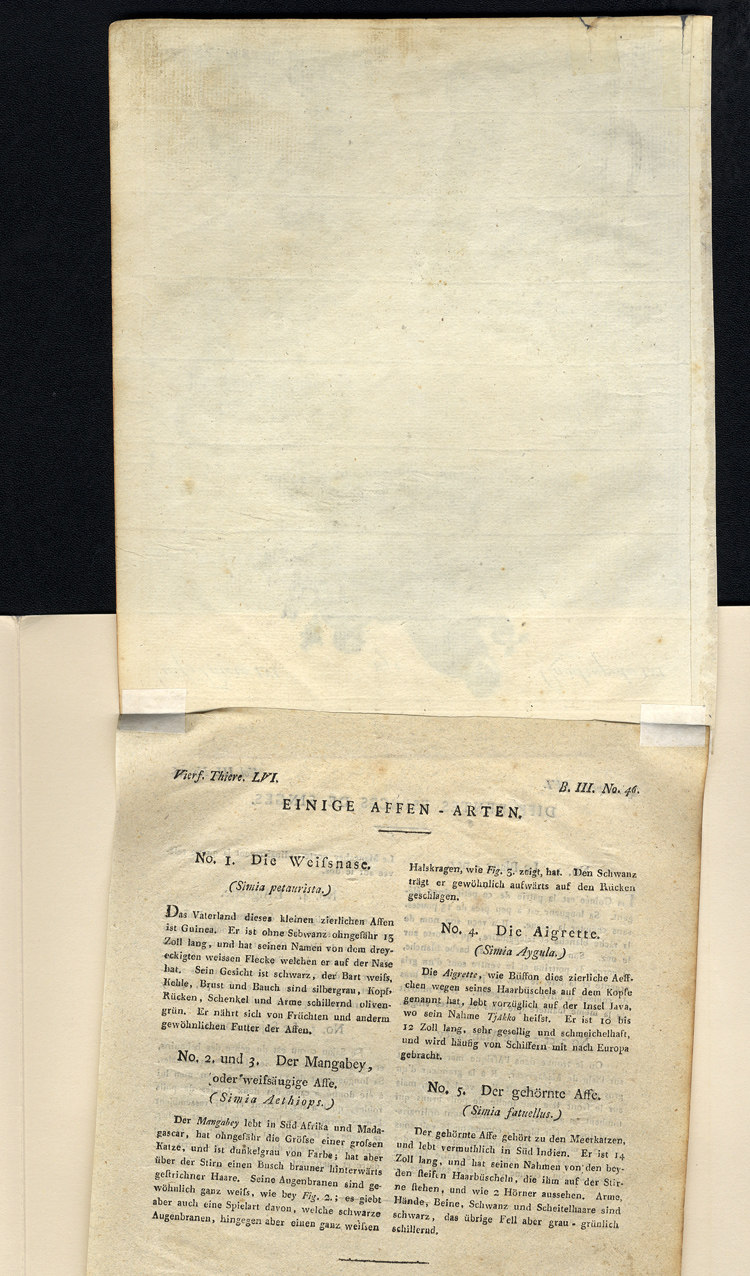 Vierf. Thiere. LVI.
B. III. No. 46.
EINIGE AFFEN - ARTEN.
No. 1. Die Weiſsnase.
(Simia petaurista.)
Das Vaterland dieses kleinen zierlichen Affen
ist Guinea. Er ist ohne Schwanz ohngefähr 15
Zoll lang, und hat seinen Namen von dem drey-
eckigten weissen Flecke welchen er auf der Nase
hat. Sein Gesicht ist schwarz, der Bart weiſs,
Kehle, Brust und Bauch sind silbergrau, Kopf,
Rücken, Schenkel und Arme schillernd oliven-
grün. Er nährt sich von Früchten und anderm
gewöhnlichen Futter der Affen.
No. 2. und 3. Der Mangabey,
oder weiſsäugige Affe.
(Simia Aethiops.)
Der Mangabey lebt in Süd Afrika und Mada-
gascar, hat ohngefähr die Gröſse einer groſsen
Katze, und ist dunkelgrau von Farbe; hat aber
über der Stirn einen Busch brauner hinterwärts
gestrichner Haare. Seine Augenbranen sind ge-
wöhnlich ganz weiſs, wie bey Fig. 2.; es giebt
aber auch eine Spielart davon, welche schwarze
Augenbranen, hingegen aber einen ganz weiſsen
Halskragen, wie Fig. 3. zeigt, hat. Den Schwanz
trägt er gewöhnlich aufwärts auf den Rücken
geschlagen.
No. 4. Die Aigrette.
(Simia Aygula.)
Die Aigrette, wie Büffon dies zierliche Aeff-
chen wegen seines Haarbüschels auf dem Kopfe
genannt hat, lebt vorzüglich auf der Insel Java,
wo sein Nahme Tjäkko heiſst. Er ist 10 bis
12 Zoll lang, sehr gesellig und schmeichelhaft,
und wird häufig von Schiffern mit nach Europa
gebracht.
No. 5. Der gehörnte Affe.
(Simia fatuellus.)
Der gehörnte Affe gehört zu den Meerkatzen,
und lebt vermuthlich in Süd Indien. Er ist 14
Zoll lang, und hat seinen Nahmen von den bey-
den steifen Haarbüscheln, die ihm auf der Stir-
ne stehen, und wie 2 Hörner aussehen. Arme,
Hände, Beine, Schwanz und Scheitelhaare sind
schwarz, das übrige Fell aber grau - grünlich
schillernd.